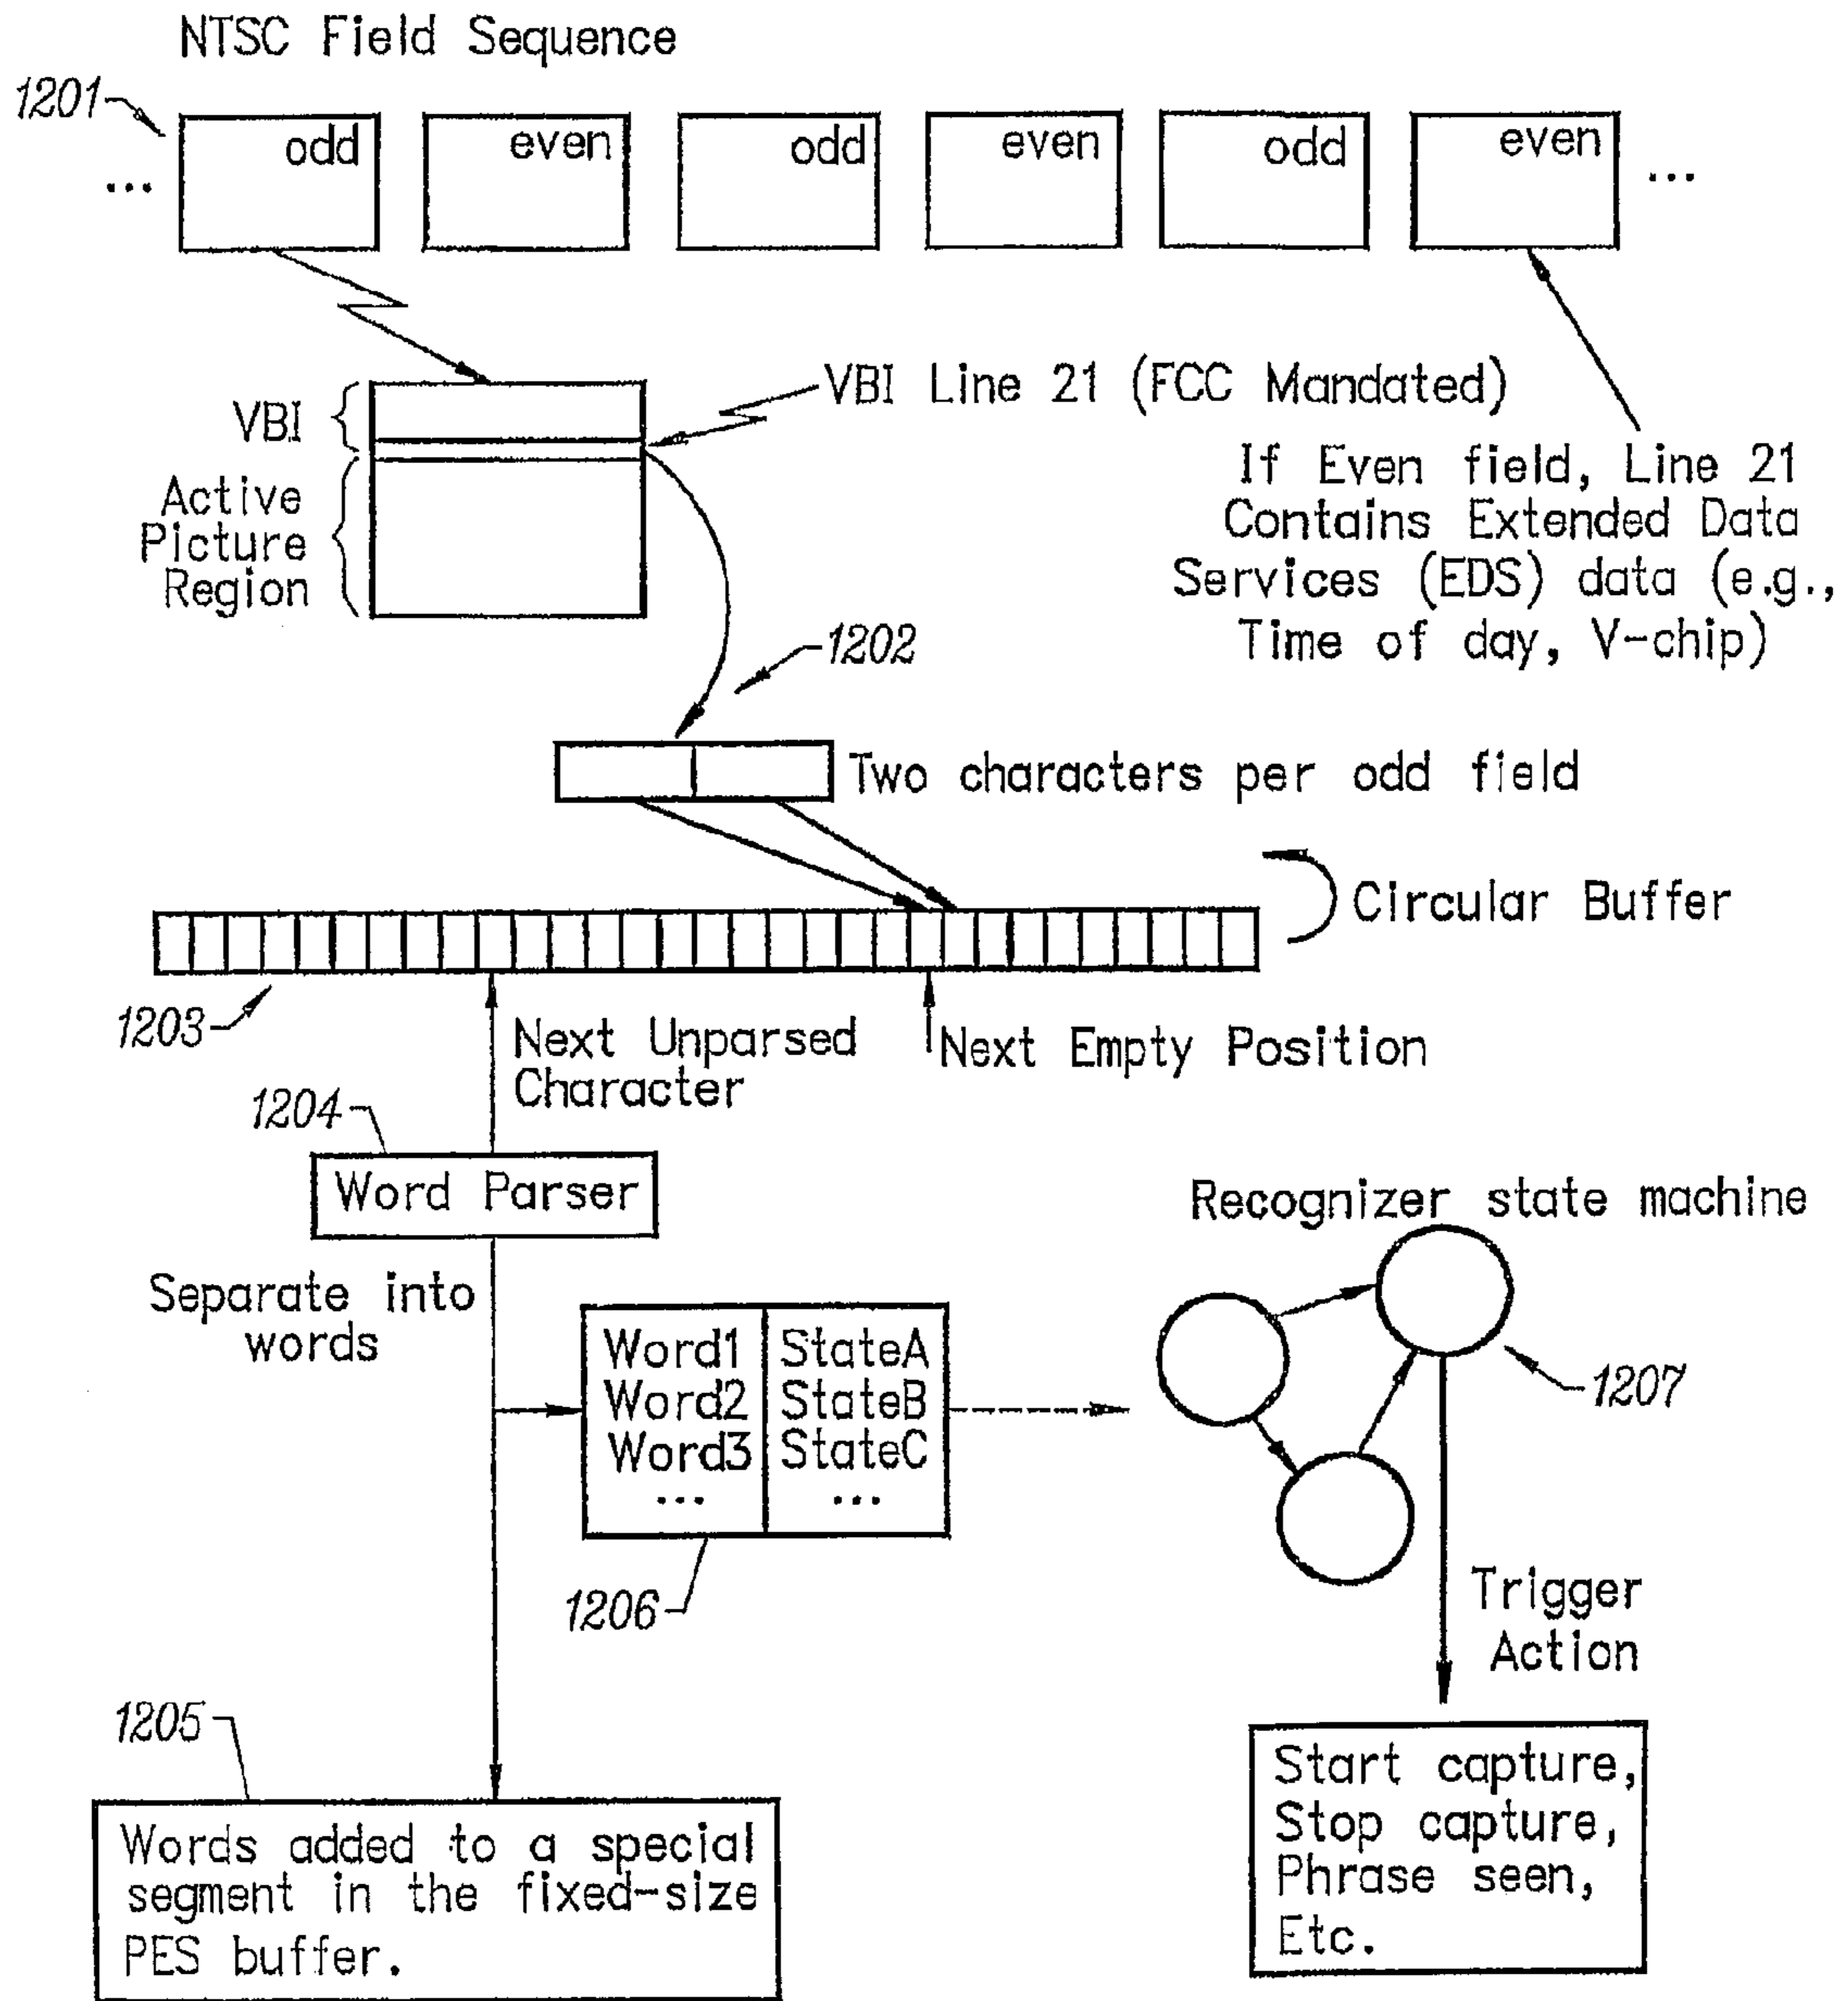 NTSC Field Sequence
1201
odd
even
odd
even
odd
even
...
...
VBI
VBI Line 21 (FCC Mandated)
Active
Picture
Region
If Even field, Line 21
Contains Extended Data
Services (EDS) data (e.g.,
Time of day, V-chip)
1202
Two characters per odd field
Circular Buffer
1203
Next Unparsed
Character
Next Empty Position
1204
Word Parser
Separate into
words
Word1 StateA
Word2 StateB
Word3 StateC
... ...
1206
Recognizer state machine
1207
Trigger
Action
1205
Words added to a special
segment in the fixed-size
PES buffer.
Start capture,
Stop capture,
Phrase seen,
Etc.